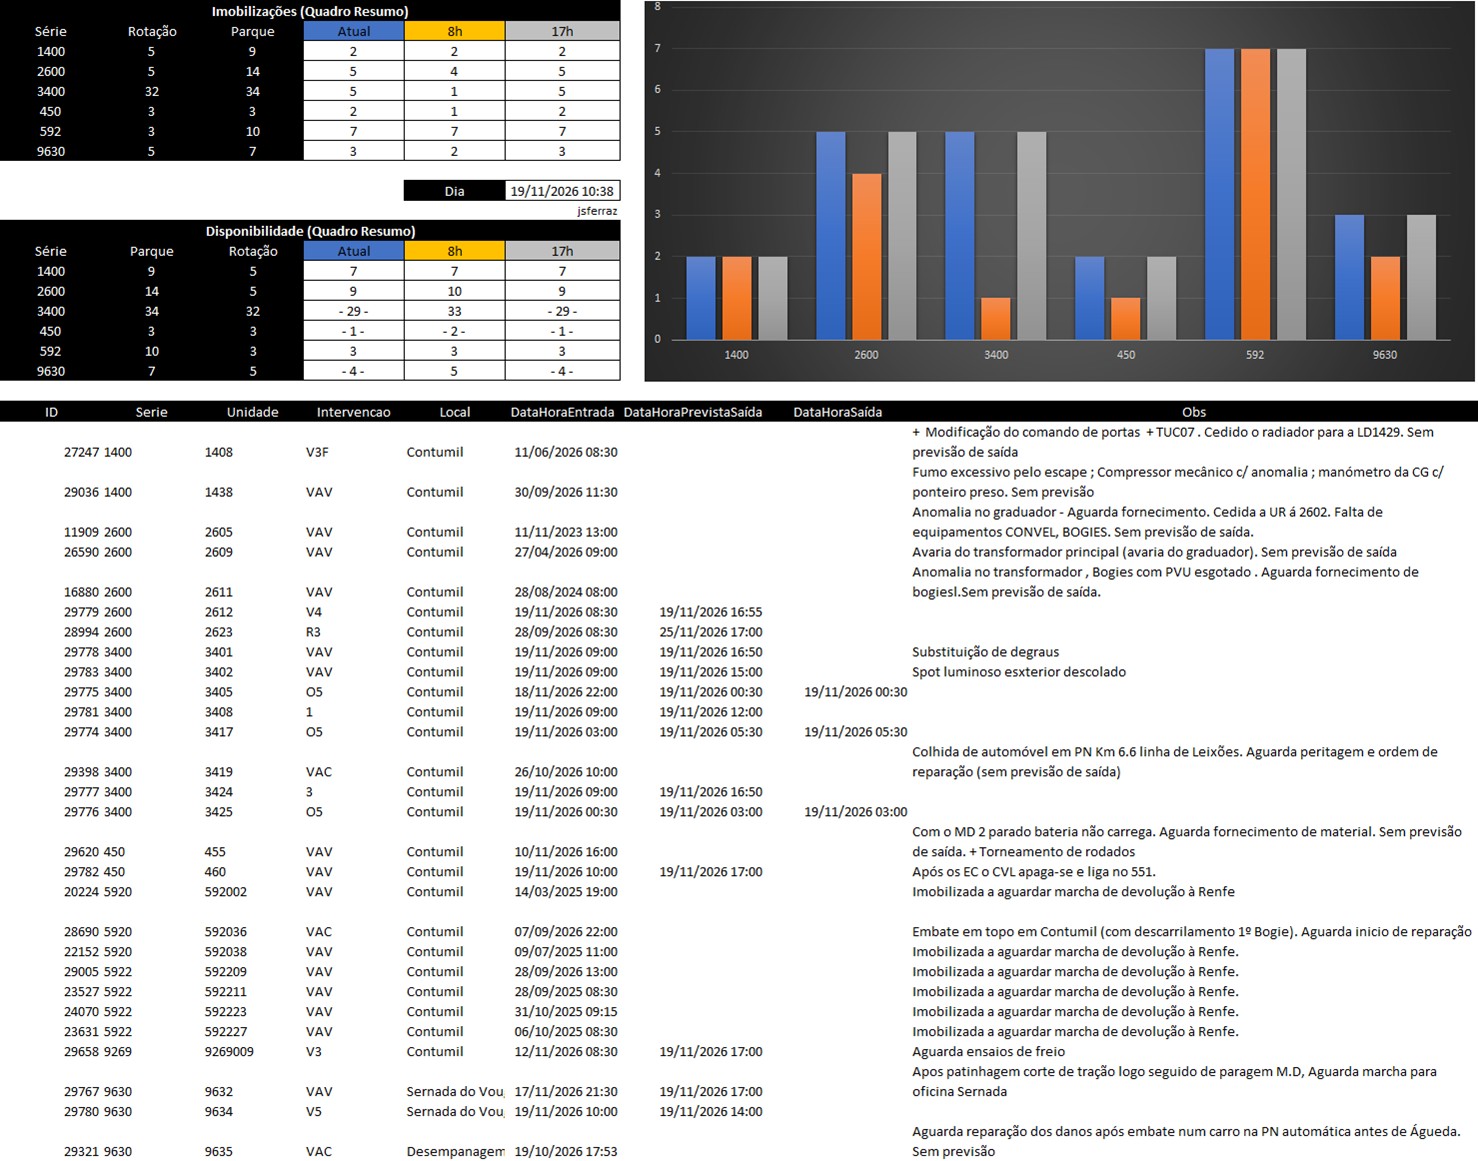 Imobilizações (Quadro Resumo)
Série Rotação Parque Atual 8h 17h
1400 5 9 2 2 2
2600 5 14 5 4 5
3400 32 34 5 1 5
450 3 3 2 1 2
592 3 10 7 7 7
9630 5 7 3 2 3
Dia 19/11/2026 10:38
jsferraz
Disponibilidade (Quadro Resumo)
Série Parque Rotação Atual 8h 17h
1400 9 5 7 7 7
2600 14 5 9 10 9
3400 34 32 - 29 - 33 - 29 -
450 3 3 - 1 - - 2 - - 1 -
592 10 3 3 3 3
9630 7 5 - 4 - 5 - 4 -
8
7
6
5
4
3
2
1
0
1400 2600 3400 450 592 9630
ID Serie Unidade Intervencao Local DataHoraEntrada DataHoraPrevistaSaída DataHoraSaída Obs
+ Modificação do comando de portas + TUC07 . Cedido o radiador para a LD1429. Sem
27247 1400 1408 V3F Contumil 11/06/2026 08:30 previsão de saída
Fumo excessivo pelo escape ; Compressor mecânico c/ anomalia ; manómetro da CG c/
29036 1400 1438 VAV Contumil 30/09/2026 11:30 ponteiro preso. Sem previsão
Anomalia no graduador - Aguarda fornecimento. Cedida a UR á 2602. Falta de
11909 2600 2605 VAV Contumil 11/11/2023 13:00 equipamentos CONVEL, BOGIES. Sem previsão de saída.
26590 2600 2609 VAV Contumil 27/04/2026 09:00 Avaria do transformador principal (avaria do graduador). Sem previsão de saída
Anomalia no transformador , Bogies com PVU esgotado . Aguarda fornecimento de
16880 2600 2611 VAV Contumil 28/08/2024 08:00 bogiesl.Sem previsão de saída.
29779 2600 2612 V4 Contumil 19/11/2026 08:30 19/11/2026 16:55
28994 2600 2623 R3 Contumil 28/09/2026 08:30 25/11/2026 17:00
29778 3400 3401 VAV Contumil 19/11/2026 09:00 19/11/2026 16:50 Substituição de degraus
29783 3400 3402 VAV Contumil 19/11/2026 09:00 19/11/2026 15:00 Spot luminoso esxterior descolado
29775 3400 3405 O5 Contumil 18/11/2026 22:00 19/11/2026 00:30 19/11/2026 00:30
29781 3400 3408 1 Contumil 19/11/2026 09:00 19/11/2026 12:00
29774 3400 3417 O5 Contumil 19/11/2026 03:00 19/11/2026 05:30 19/11/2026 05:30
Colhida de automóvel em PN Km 6.6 linha de Leixões. Aguarda peritagem e ordem de
29398 3400 3419 VAC Contumil 26/10/2026 10:00 reparação (sem previsão de saída)
29777 3400 3424 3 Contumil 19/11/2026 09:00 19/11/2026 16:50
29776 3400 3425 O5 Contumil 19/11/2026 00:30 19/11/2026 03:00 19/11/2026 03:00
Com o MD 2 parado bateria não carrega. Aguarda fornecimento de material. Sem previsão
29620 450 455 VAV Contumil 10/11/2026 16:00 de saída. + Torneamento de rodados
29782 450 460 VAV Contumil 19/11/2026 10:00 19/11/2026 17:00 Após os EC o CVL apaga-se e liga no 551.
20224 5920 592002 VAV Contumil 14/03/2025 19:00 Imobilizada a aguardar marcha de devolução à Renfe
28690 5920 592036 VAC Contumil 07/09/2026 22:00 Embate em topo em Contumil (com descarrilamento 1º Bogie). Aguarda inicio de reparação
22152 5920 592038 VAV Contumil 09/07/2025 11:00 Imobilizada a aguardar marcha de devolução à Renfe.
29005 5922 592209 VAV Contumil 28/09/2026 13:00 Imobilizada a aguardar marcha de devolução à Renfe.
23527 5922 592211 VAV Contumil 28/09/2025 08:30 Imobilizada a aguardar marcha de devolução à Renfe.
24070 5922 592223 VAV Contumil 31/10/2025 09:15 Imobilizada a aguardar marcha de devolução à Renfe.
23631 5922 592227 VAV Contumil 06/10/2025 08:30 Imobilizada a aguardar marcha de devolução à Renfe.
29658 9269 9269009 V3 Contumil 12/11/2026 08:30 19/11/2026 17:00 Aguarda ensaios de freio
Apos patinhagem corte de tração logo seguido de paragem M.D, Aguarda marcha para
29767 9630 9632 VAV Sernada do Vou 17/11/2026 21:30 19/11/2026 17:00 oficina Sernada
29780 9630 9634 V5 Sernada do Vou 19/11/2026 10:00 19/11/2026 14:00
Aguarda reparação dos danos após embate num carro na PN automática antes de Águeda.
29321 9630 9635 VAC Desempanagem 19/10/2026 17:53 Sem previsão